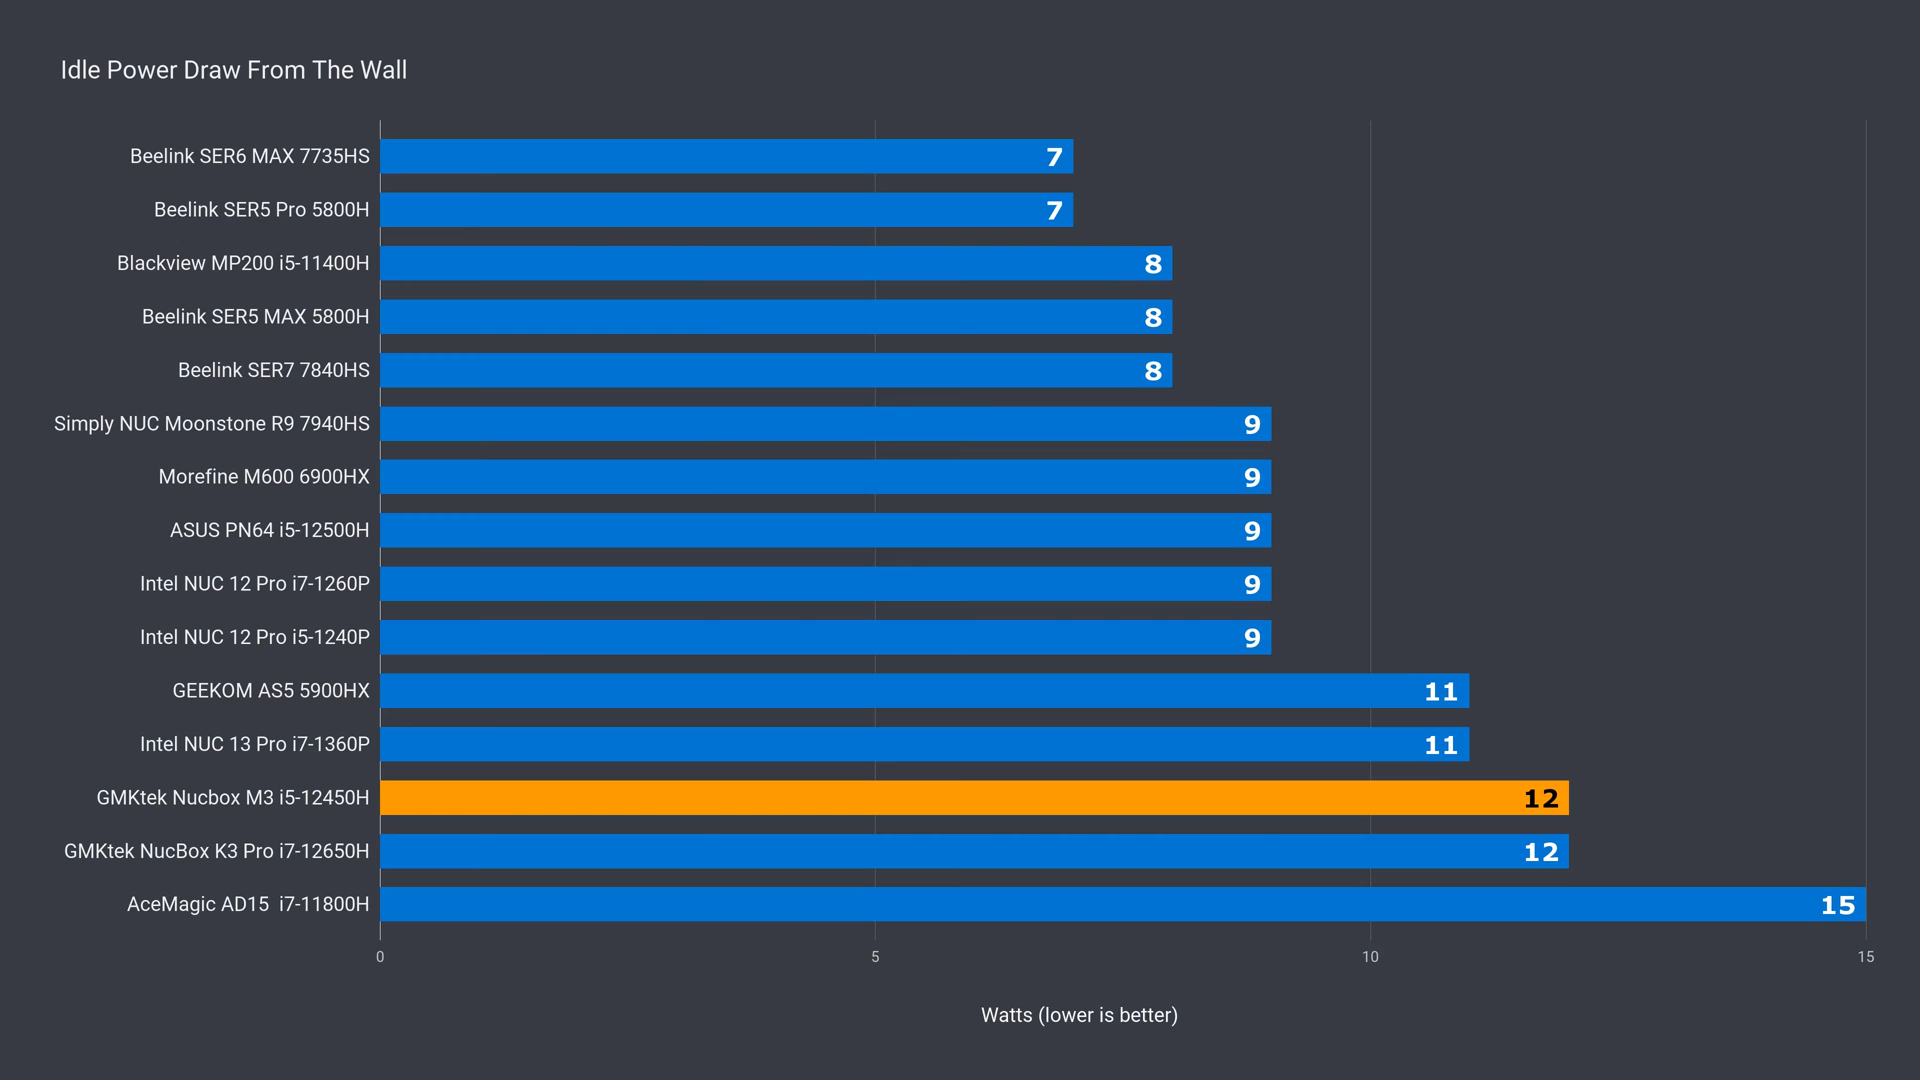 Idle Power Draw From The Wall
Beelink SER6 MAX 7735HS 7
Beelink SER5 Pro 5800H 7
Blackview MP200 i5-11400H 8
Beelink SER5 MAX 5800H 8
Beelink SER7 7840HS 8
Simply NUC Moonstone R9 7940HS 9
Morefine M600 6900HX 9
ASUS PN64 i5-12500H 9
Intel NUC 12 Pro i7-1260P 9
Intel NUC 12 Pro i5-1240P 9
GEEKOM AS5 5900HX 11
Intel NUC 13 Pro i7-1360P 11
GMKtek Nucbox M3 i5-12450H 12
GMKtek NucBox K3 Pro i7-12650H 12
AceMagic AD15  i7-11800H 15
0 5 10 15
Watts (lower is better)